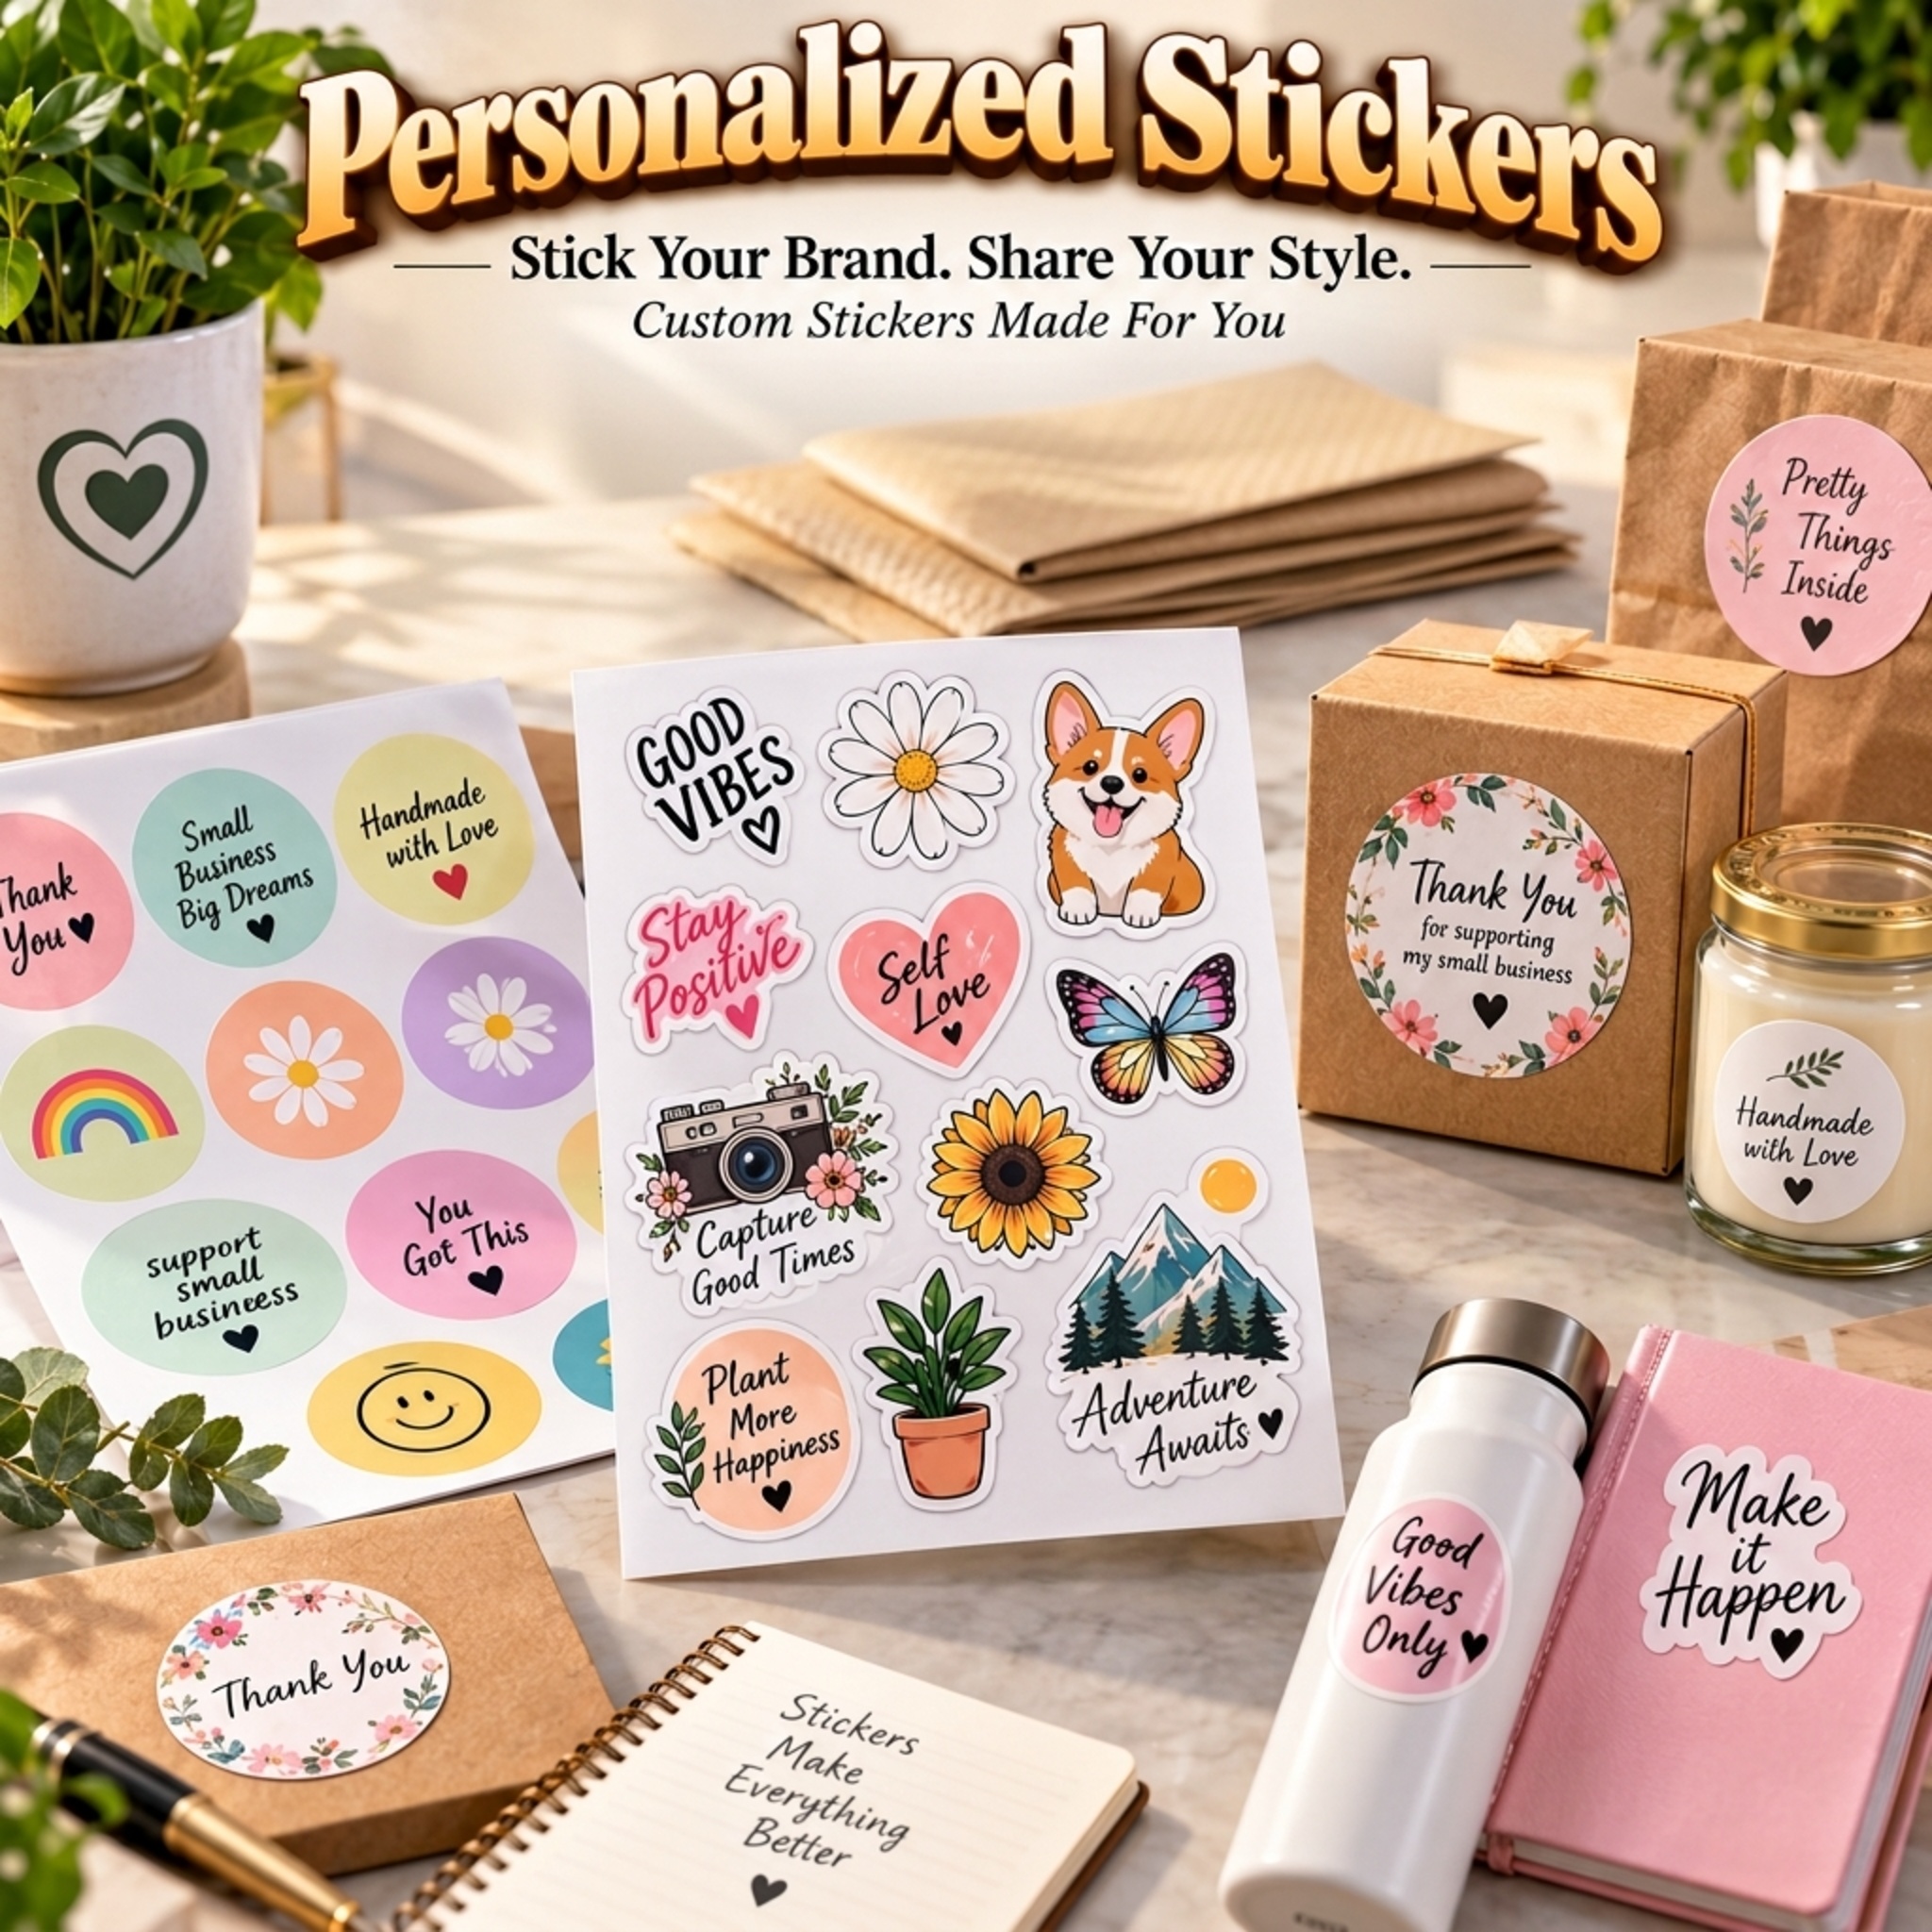 Personalized Stickers
Stick Your Brand. Share Your Style.
Custom Stickers Made For You
Pretty
Things
Inside
Thank
You
Small
Business
Big Dreams
Handmade
with Love
support
small
busineess
You
Got This
GOOD
VIBES
Stay
Positive
Self
Love
Capture
Good Times
Plant
More
Happiness
Adventure
Awaits
Thank You
for supporting
my small business
Handmade
with Love
Good
Vibes
Only
Make
it
Happen
Thank You
Stickers
Make
Everything
Better